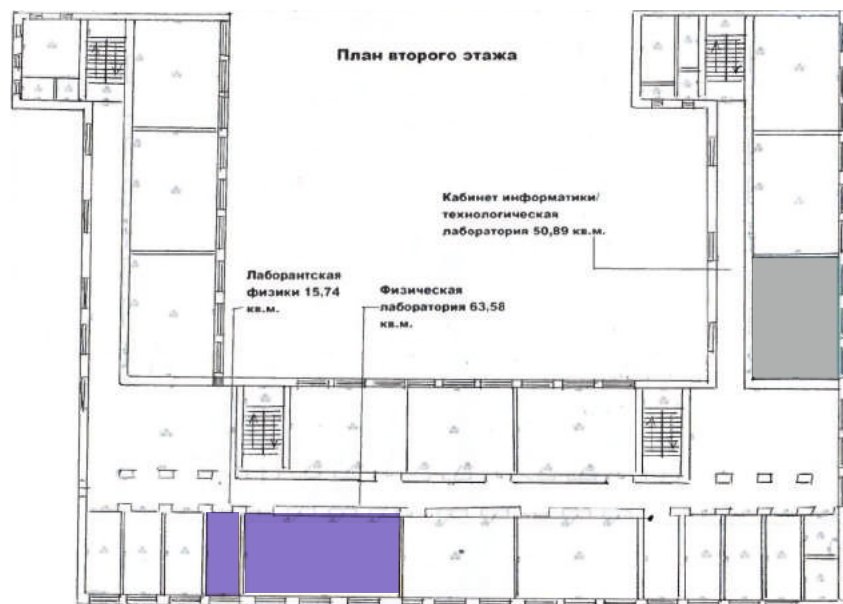 План второго этажа
Кабинет информатики/
технологическая
лаборатория 50,89 кв.м.
Лаборантская
физики 15,74
кв.м.
Физическая
лаборатория 63,58
кв.м.